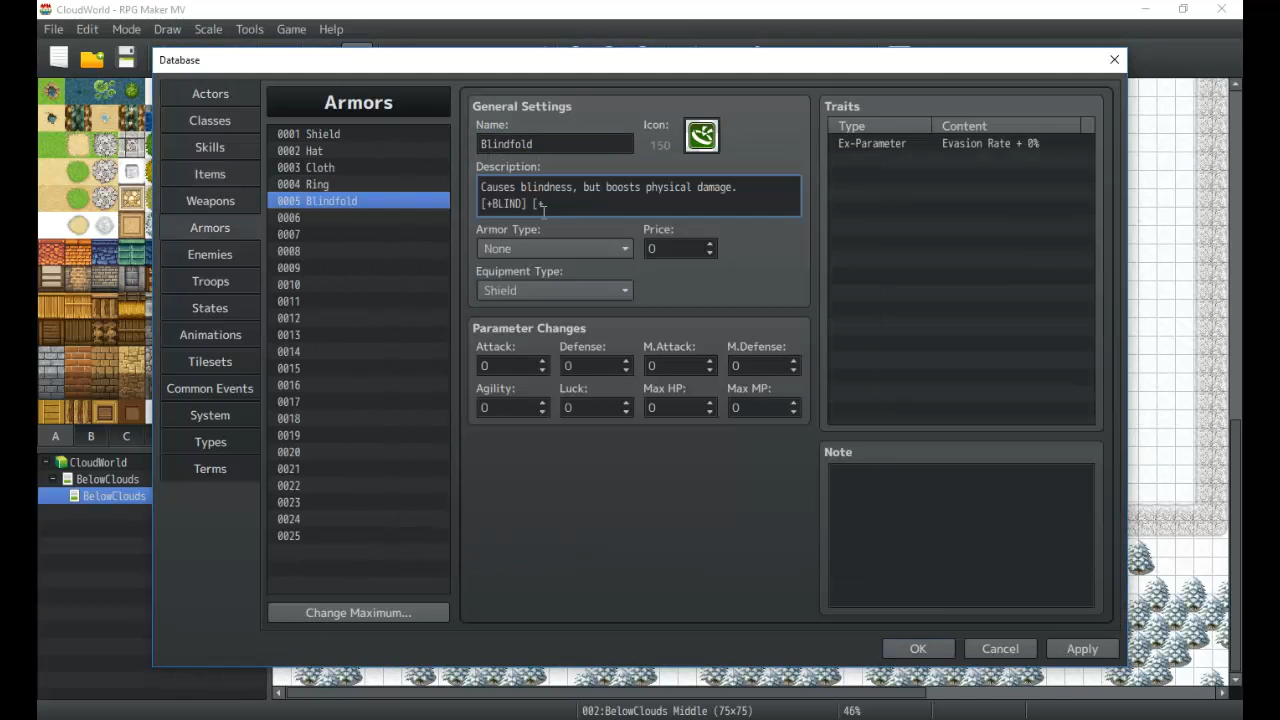 CloudWorld - RPG Maker MV
File Edit Mode Draw Scale Tools Game Help
Database
Actors
Classes
Skills
Items
Weapons
Armors
Enemies
Troops
States
Animations
Tilesets
Common Events
System
Types
Terms
Armors
0001 Shield
0002 Hat
0003 Cloth
0004 Ring
0005 Blindfold
0006
0007
0008
0009
0010
0011
0012
0013
0014
0015
0016
0017
0018
0019
0020
0021
0022
0023
0024
0025
Change Maximum...
General Settings
Name:
Blindfold
Icon:
150
Description:
Causes blindness, but boosts physical damage.
[+BLIND] [+
Armor Type:
None
Price:
0
Equipment Type:
Shield
Parameter Changes
Attack: Defense: M.Attack: M.Defense:
0 0 0 0
Agility: Luck: Max HP: Max MP:
0 0 0 0
Traits
Type Content
Ex-Parameter Evasion Rate + 0%
Note
OK Cancel Apply
A B C
CloudWorld
BelowClouds
BelowClouds
002:BelowClouds Middle (75x75) 46%